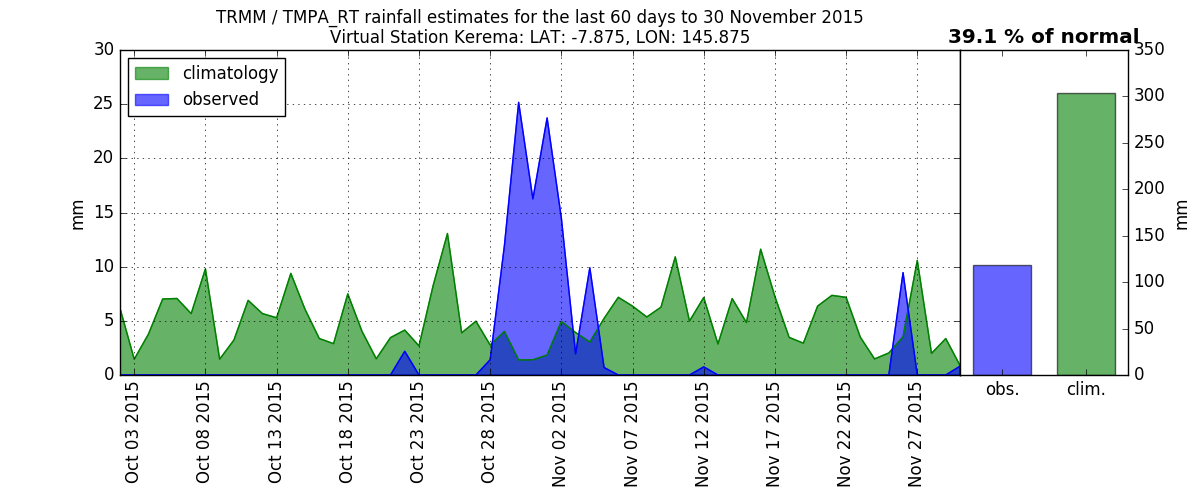 TRMM / TMPA_RT rainfall estimates for the last 60 days to 30 November 2015
Virtual Station Kerema: LAT: -7.875, LON: 145.875
39.1 % of normal
climatology
observed
30
25
20
15
10
5
0
mm
Oct 03 2015
Oct 08 2015
Oct 13 2015
Oct 18 2015
Oct 23 2015
Oct 28 2015
Nov 02 2015
Nov 07 2015
Nov 12 2015
Nov 17 2015
Nov 22 2015
Nov 27 2015
350
300
250
200
150
100
50
0
mm
obs.
clim.